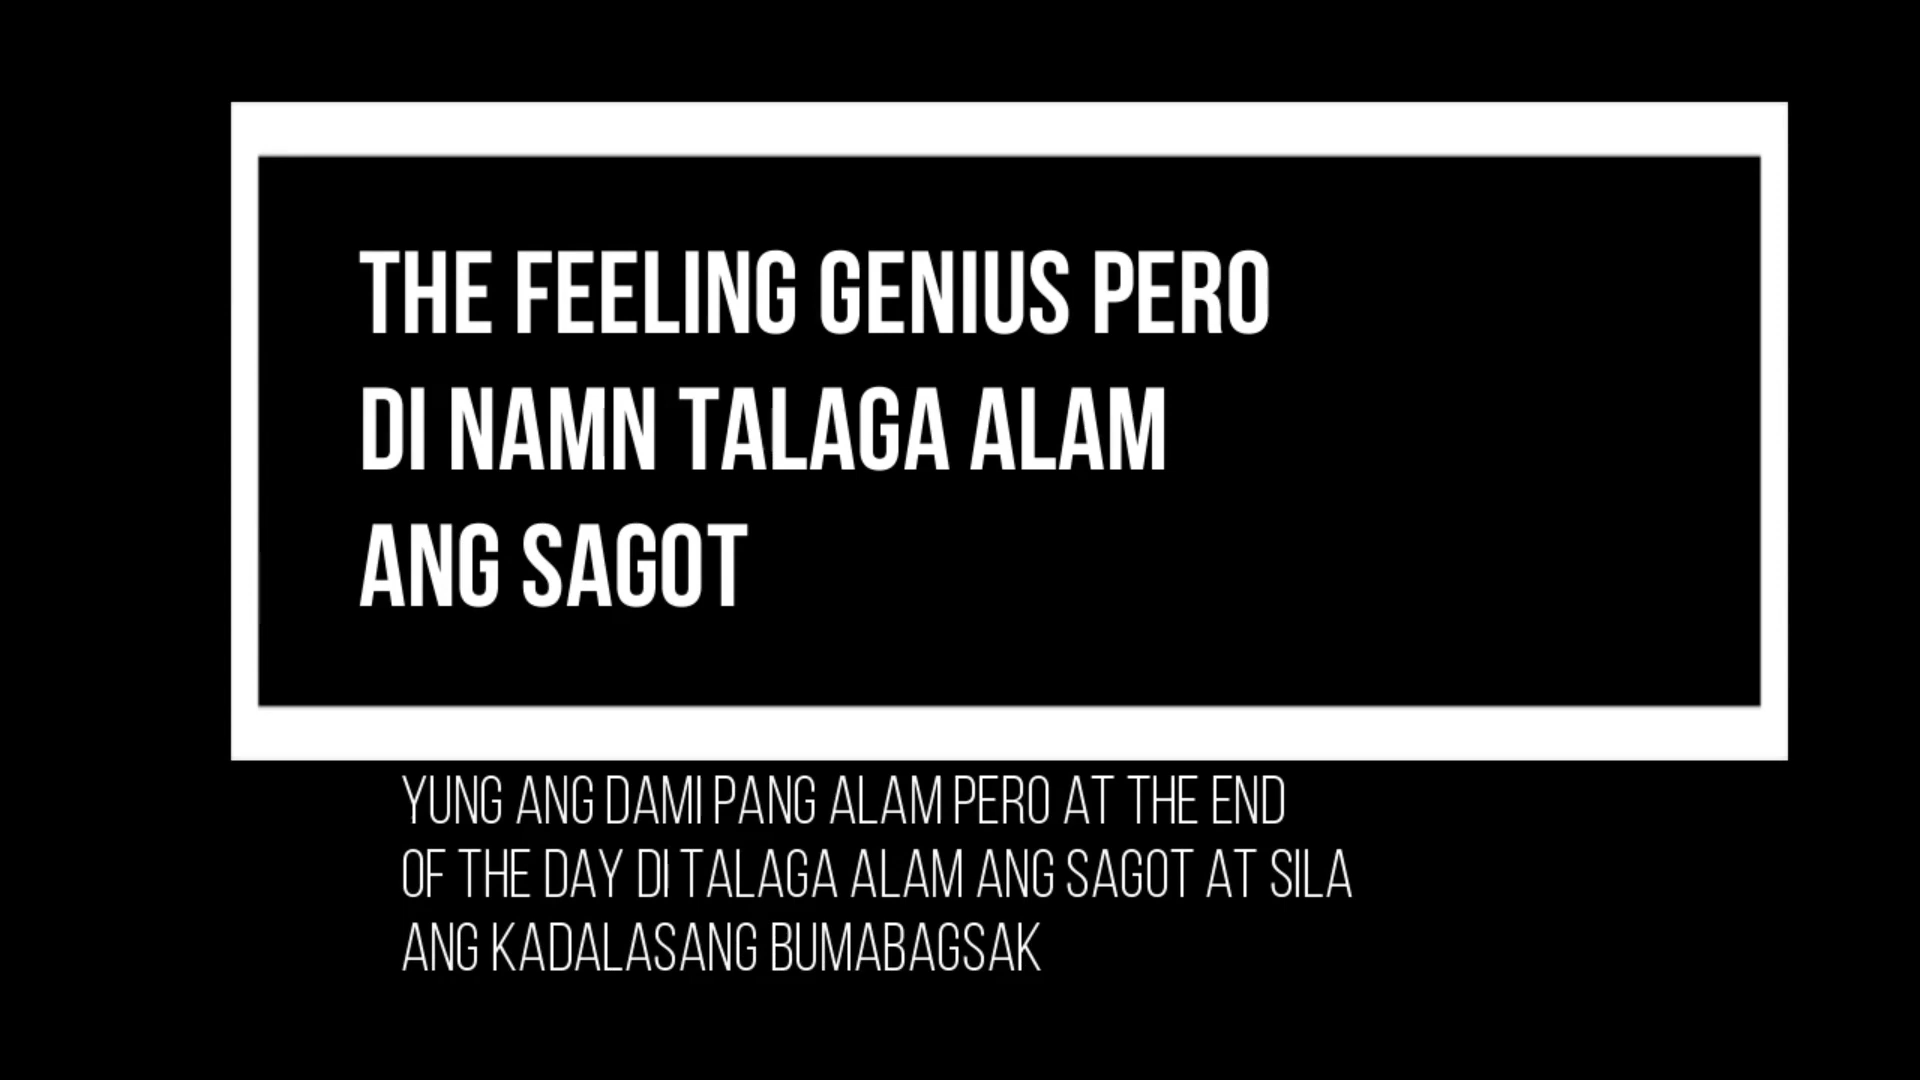 THE FEELING GENIUS PERO
DI NAMN TALAGA ALAM
ANG SAGOT
YUNG ANG DAMI PANG ALAM PERO AT THE END
OF THE DAY DI TALAGA ALAM ANG SAGOT AT SILA
ANG KADALASANG BUMABAGSAK